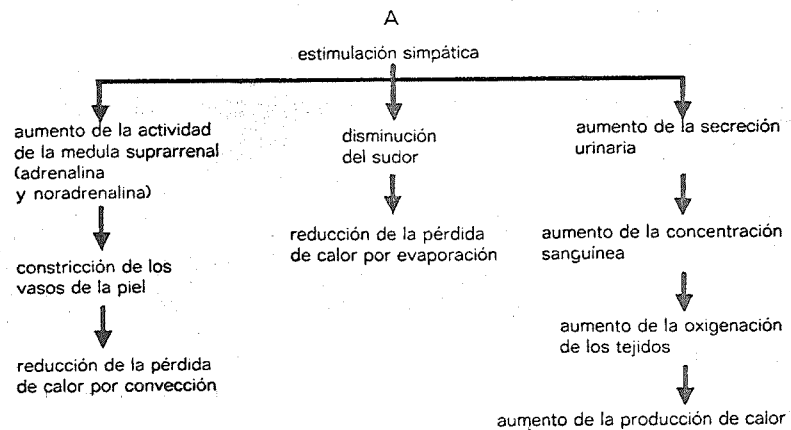 A
estimulación simpática
aumento de la actividad
de la medula suprarrenal
(adrenalina
y noradrenalina)
constricción de los
vasos de la piel
reducción de la pérdida
de calor por convección
disminución
del sudor
reducción de la pérdida
de calor por evaporación
aumento de la secreción
urinaria
aumento de la concentración
sanguínea
aumento de la oxigenación
de los tejidos
aumento de la producción de calor